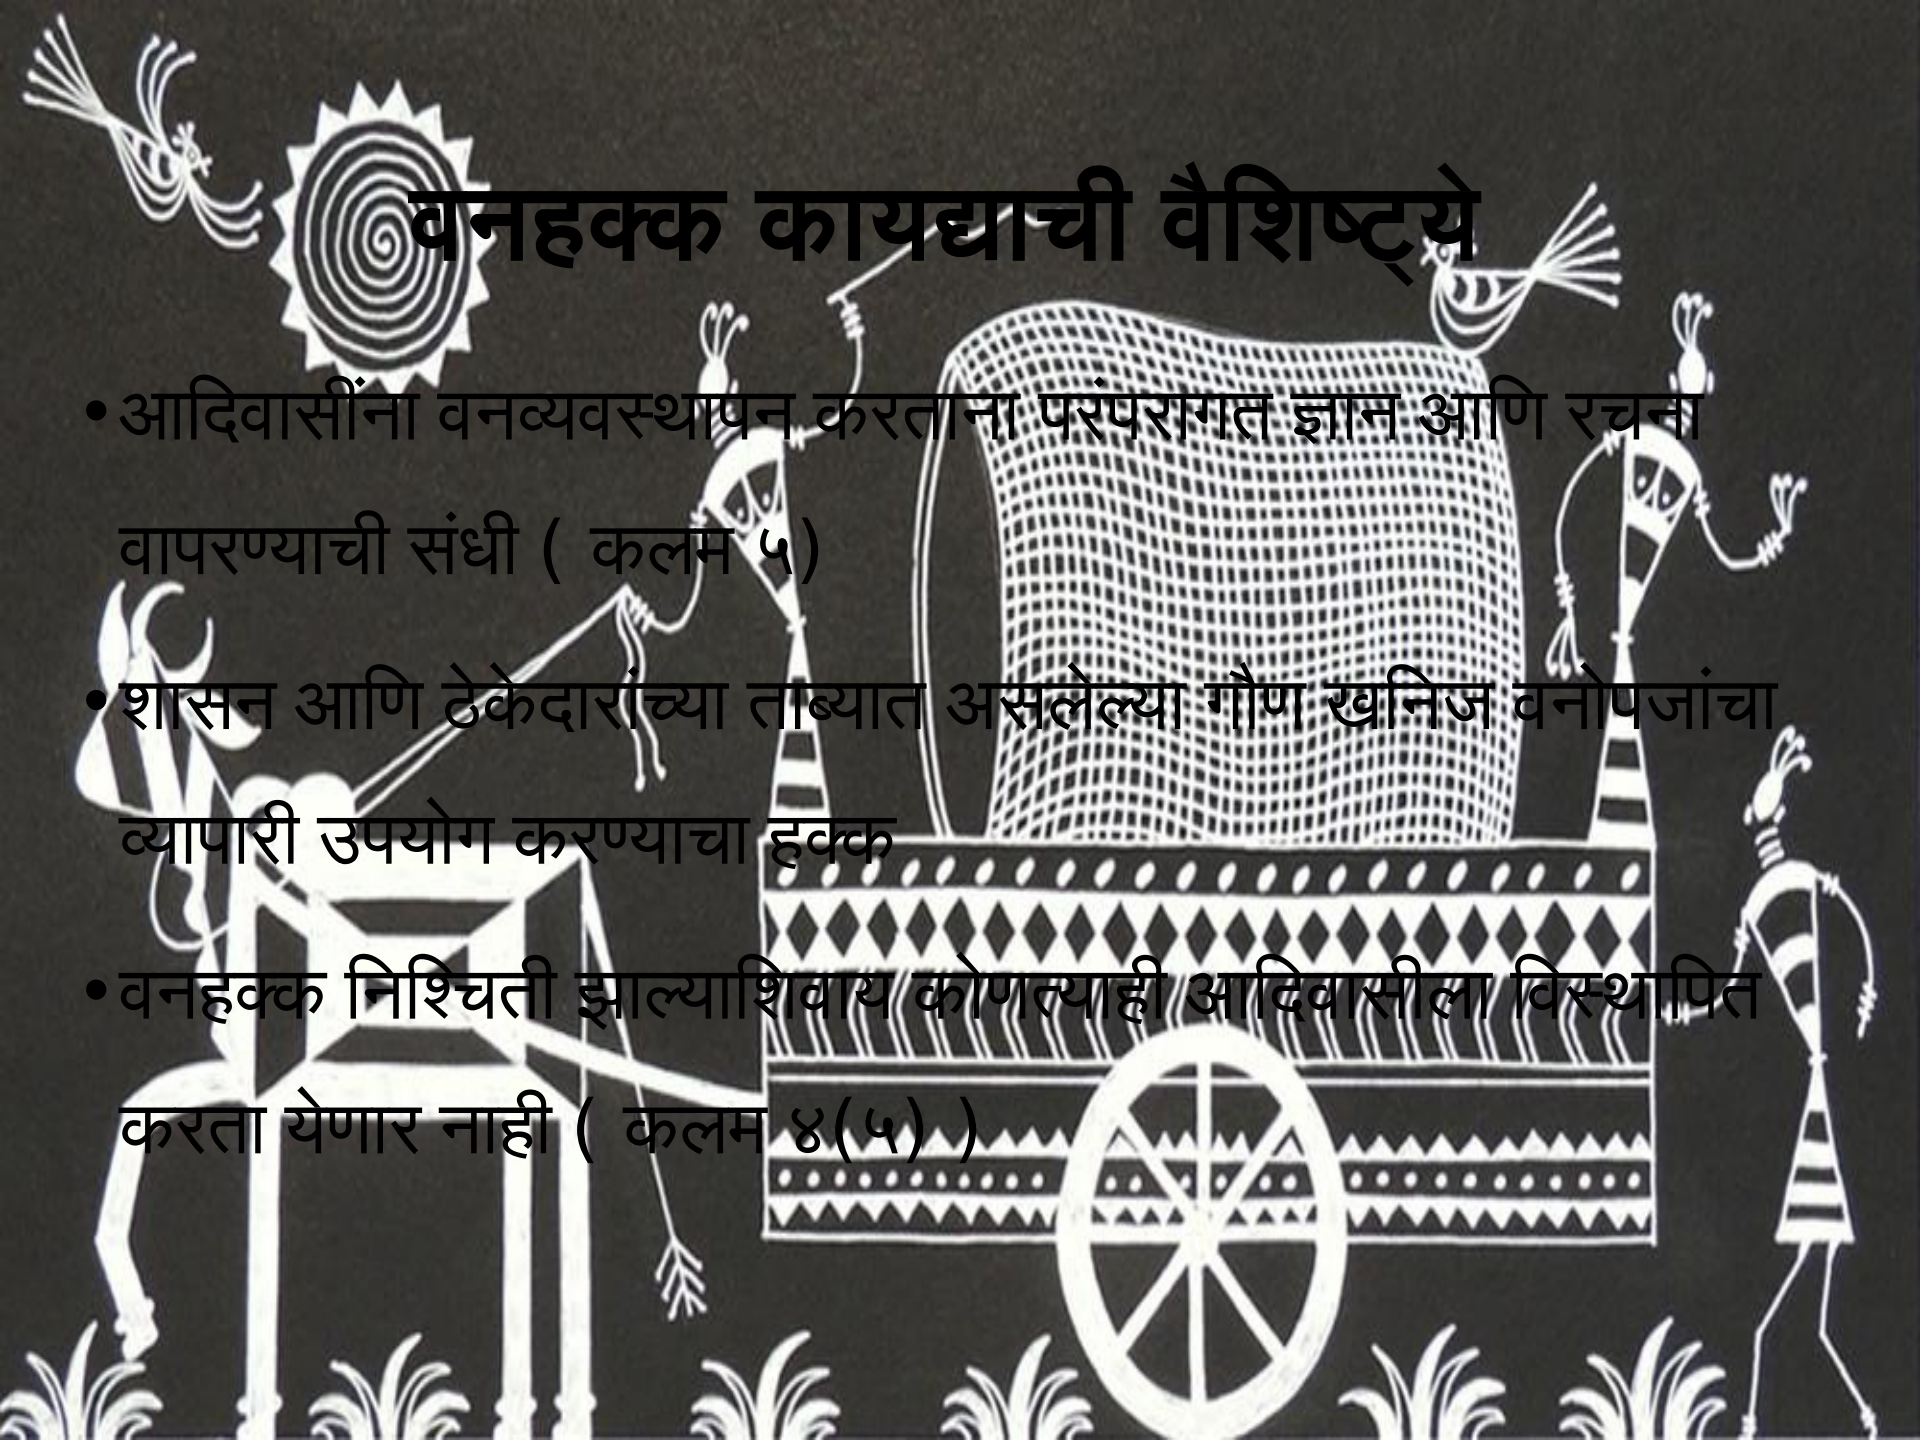 वनहक्क कायद्याची वैशिष्ट्ये
• आदिवासींना वनव्यवस्थापन करताना परंपरागत ज्ञान आणि रचना
वापरण्याची संधी ( कलम ५)
• शासन आणि ठेकेदारांच्या ताब्यात असलेल्या गौण खनिज वनोपजांचा
व्यापारी उपयोग करण्याचा हक्क
• वनहक्क निश्चिती झाल्याशिवाय कोणत्याही आदिवासीला विस्थापित
करता येणार नाही ( कलम ४(५) )